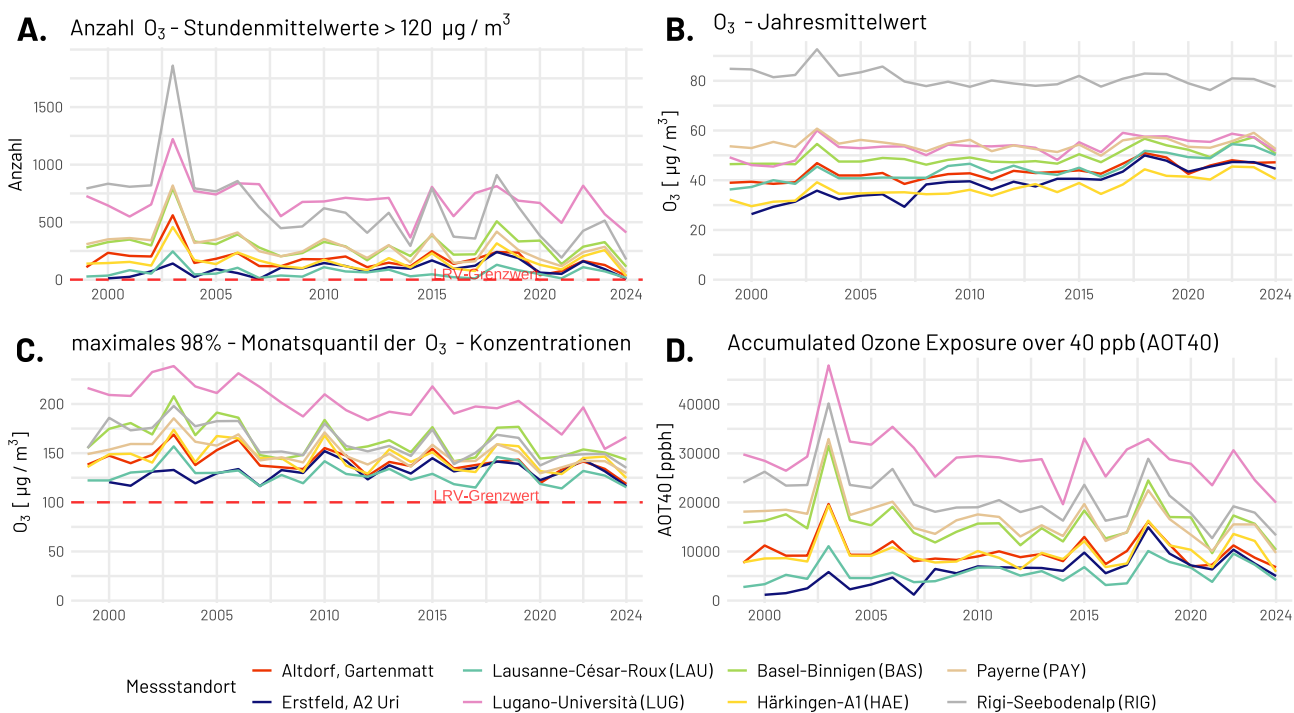 A. Anzahl O₃ - Stundenmittelwerte > 120 µg / m³
Anzahl
1500
1000
500
0
LRV-Grenzwert
2000 2005 2010 2015 2020 2024
B. O₃ - Jahresmittelwert
O₃ [ µg / m³ ]
80
60
40
20
0
2000 2005 2010 2015 2020 2024
C. maximales 98% - Monatsquantil der O₃ - Konzentrationen
O₃ [ µg / m³ ]
200
150
100
50
0
LRV-Grenzwert
2000 2005 2010 2015 2020 2024
D. Accumulated Ozone Exposure over 40 ppb (AOT40)
AOT40 [ppbh]
40000
30000
20000
10000
0
2000 2005 2010 2015 2020 2024
Messstandort
Altdorf, Gartenmatt Lausanne-César-Roux (LAU) Basel-Binnigen (BAS) Payerne (PAY)
Erstfeld, A2 Uri Lugano-Università (LUG) Härkingen-A1 (HAE) Rigi-Seebodenalp (RIG)